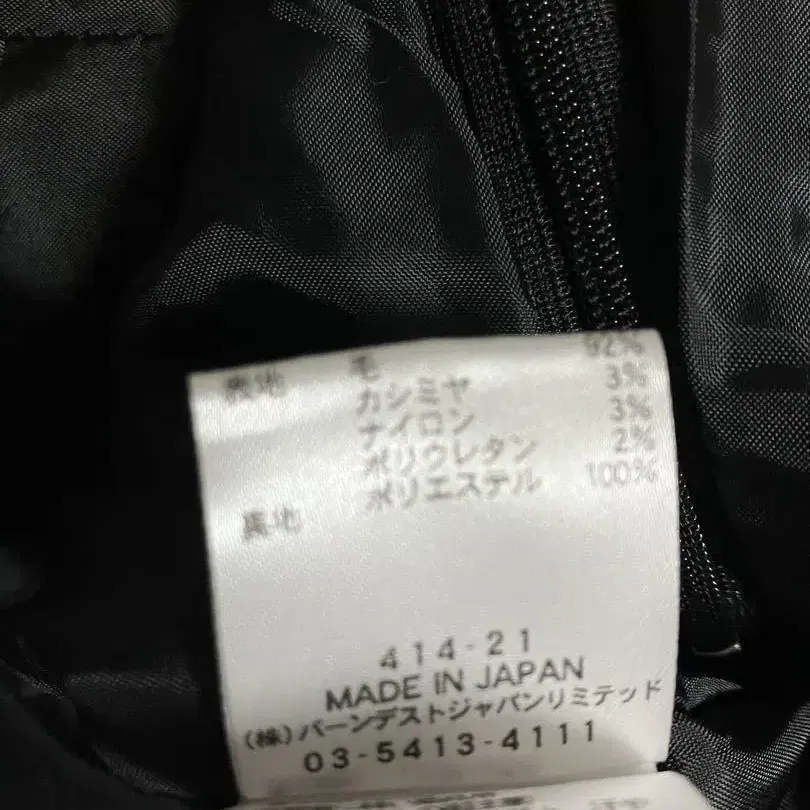 表地 毛 92%
カシミヤ 3%
ナイロン 3%
ポリウレタン 2%
裏地 ポリエステル 100%
414-21
MADE IN JAPAN
(株)バーンデストジャパンリミテッド
03-5413-4111